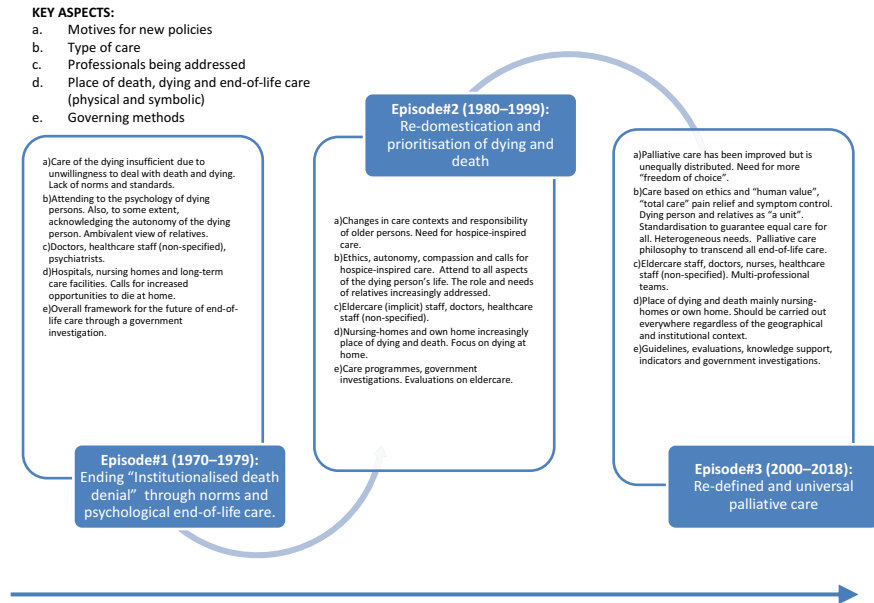 KEY ASPECTS:
a. Motives for new policies
b. Type of care
c. Professionals being addressed
d. Place of death, dying and end-of-life care
(physical and symbolic)
e. Governing methods
a)Care of the dying insufficient due to
unwillingness to deal with death and dying.
Lack of norms and standards.
b)Attending to the psychology of dying
persons. Also, to some extent,
acknowledging the autonomy of the dying
person. Ambivalent view of relatives.
c)Doctors, healthcare staff (non-specified),
psychiatrists.
d)Hospitals, nursing homes and long-term
care facilities. Calls for increased
opportunities to die at home.
e)Overall framework for the future of end-of-
life care through a government
investigation.
Episode#1 (1970–1979):
Ending “Institutionalised death
denial” through norms and
psychological end-of-life care.
Episode#2 (1980–1999):
Re-domestication and
prioritisation of dying and
death
a)Changes in care contexts and responsibility
of older persons. Need for hospice-inspired
care.
b)Ethics, autonomy, compassion and calls for
hospice-inspired care. Attend to all aspects
of the dying person’s life. The role and needs
of relatives increasingly addressed.
c)Eldercare (implicit) staff, doctors, healthcare
staff (non-specified).
d)Nursing-homes and own home increasingly
place of dying and death. Focus on dying at
home.
e)Care programmes, government
investigations. Evaluations on eldercare.
a)Palliative care has been improved but is
unequally distributed. Need for more
“freedom of choice”.
b)Care based on ethics and “human value”,
“total care” pain relief and symptom control.
Dying person and relatives as “a unit”.
Standardisation to guarantee equal care for
all. Heterogeneous needs. Palliative care
philosophy to transcend all end-of-life care.
c)Eldercare staff, doctors, nurses, healthcare
staff (non-specified). Multi-professional
teams.
d)Place of dying and death mainly nursing-
homes or own home. Should be carried out
everywhere regardless of the geographical
and institutional context.
e)Guidelines, evaluations, knowledge support,
indicators and government investigations.
Episode#3 (2000–2018):
Re-defined and universal
palliative care